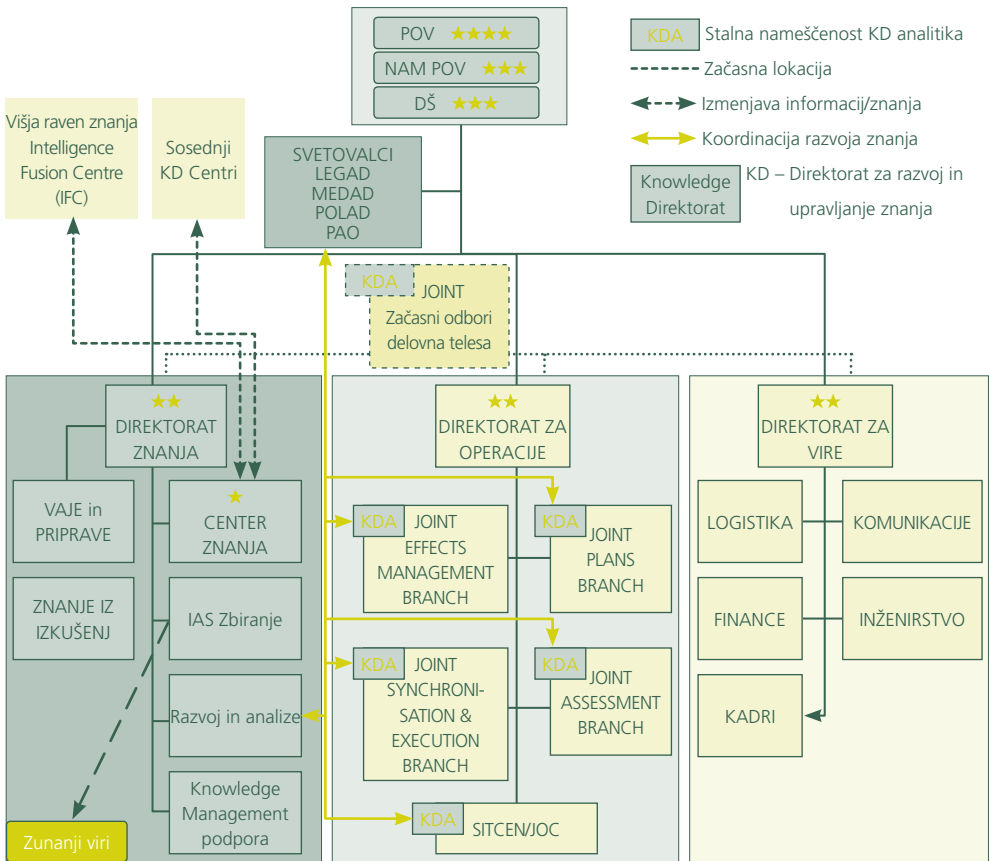 POV ★★★★
NAM POV ★★★
DŠ ★★★
KDA Stalna nameščenost KD analitika
Začasna lokacija
Izmenjava informacij/znanja
Koordinacija razvoja znanja
Knowledge
Direktorat
KD – Direktorat za razvoj in
upravljanje znanja
Višja raven znanja
Intelligence
Fusion Centre
(IFC)
Sosednji
KD Centri
SVETOVALCI
LEGAD
MEDAD
POLAD
PAO
KDA
JOINT
Začasni odbori
delovna telesa
★★
DIREKTORAT
ZNANJA
VAJE in
PRIPRAVE
★
CENTER
ZNANJA
ZNANJE IZ
IZKUŠENJ
IAS Zbiranje
Razvoj in analize
Knowledge
Management
podpora
Zunanji viri
★★
DIREKTORAT ZA
OPERACIJE
KDA
JOINT
EFFECTS
MANAGEMENT
BRANCH
KDA
JOINT
PLANS
BRANCH
KDA
JOINT
SYNCHRONI-
SATION &
EXECUTION
BRANCH
KDA
JOINT
ASSESSMENT
BRANCH
KDA
SITCEN/JOC
★★
DIREKTORAT ZA
VIRE
LOGISTIKA
KOMUNIKACIJE
FINANCE
INŽENIRSTVO
KADRI